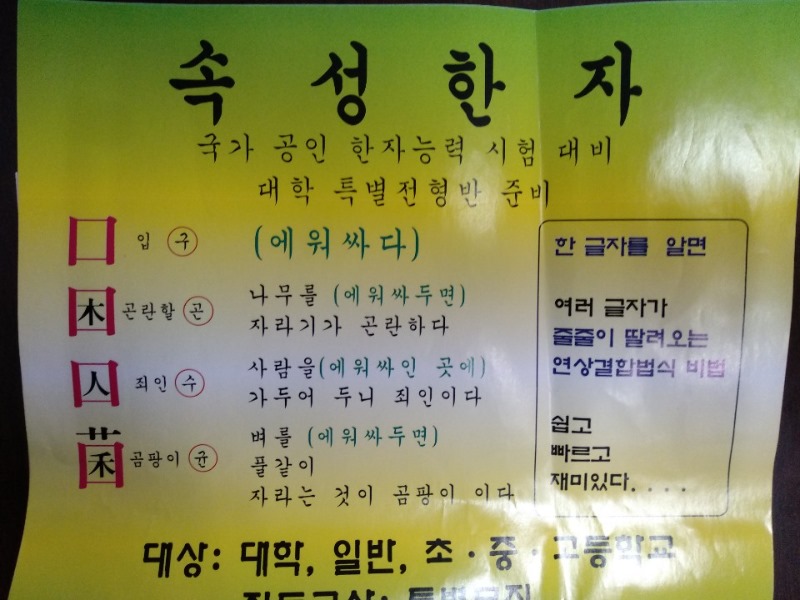 속성한자
국가 공인 한자능력 시험 대비
대학 특별전형반 준비
口 입 구 (에워싸다)
困 곤란할 곤 나무를 (에워싸두면)
자라기가 곤란하다
囚 죄인 수 사람을(에워싸인 곳에)
가두어 두니 죄인이다
菌 곰팡이 균 벼를 (에워싸두면)
풀같이
자라는 것이 곰팡이 이다
한 글자를 알면
여러 글자가
줄줄이 딸려오는
연상결합법식 비법
쉽고
빠르고
재미있다....
대상: 대학, 일반, 초·중·고등학교